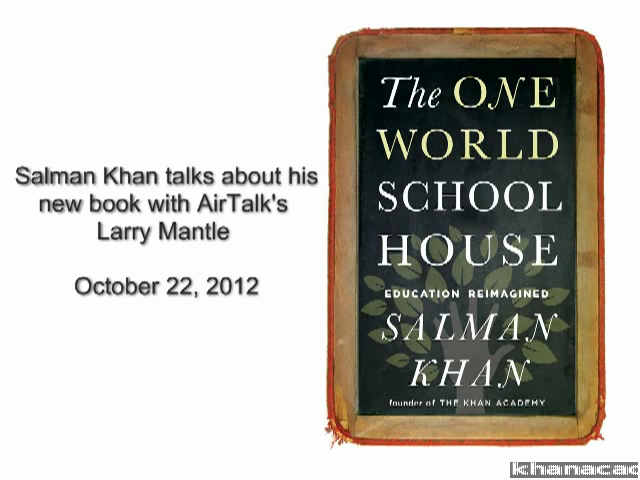 Salman Khan talks about his
new book with AirTalk's
Larry Mantle
October 22, 2012
The ONE
WORLD
SCHOOL
HOUSE
EDUCATION REIMAGINED
SALMAN
KHAN
founder of THE KHAN ACADEMY
khanacad